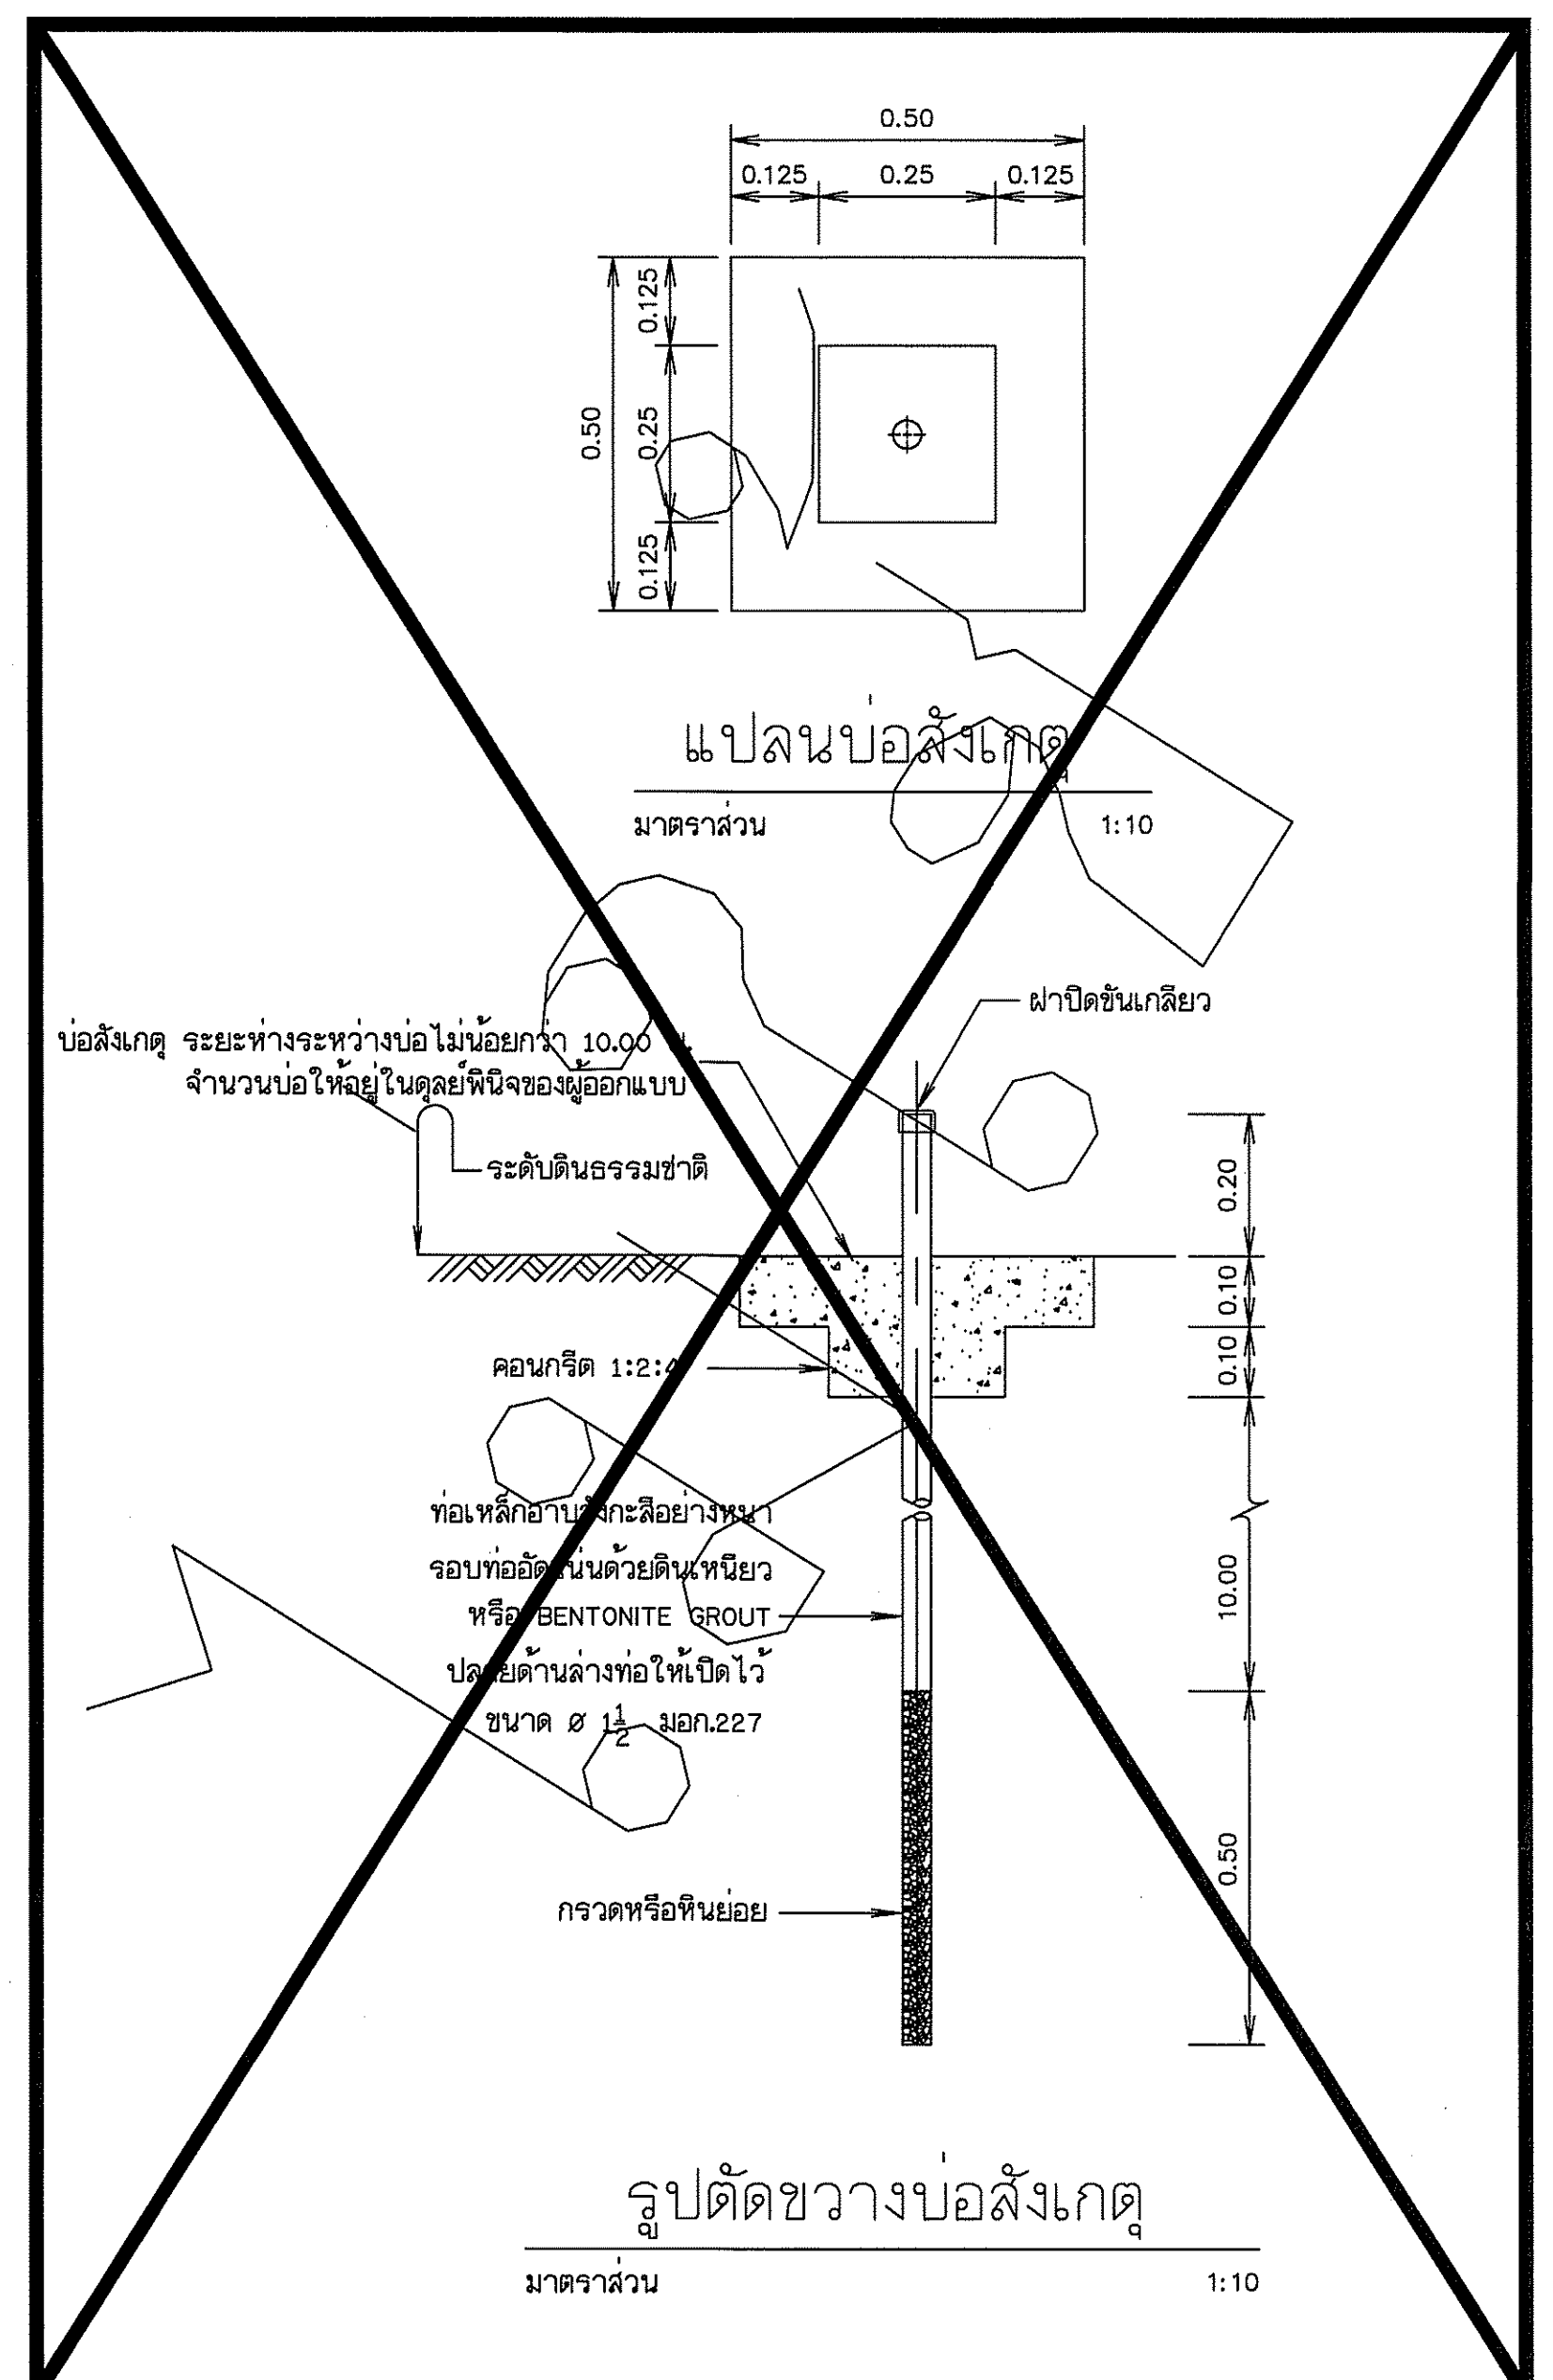 0.50
0.125 0.25 0.125
0.125
0.25
0.50
0.125
แปลนบ่อสังเกตุ
มาตราส่วน 1:10
ฝาปิดขันเกลียว
บ่อสังเกตุ ระยะห่างระหว่างบ่อไม่น้อยกว่า 10.00
จำนวนบ่อให้อยู่ในดุลย์พินิจของผู้ออกแบบ
ระดับดินธรรมชาติ
0.20
0.10
0.10
คอนกรีต 1:2:4
ท่อเหล็กอาบสังกะสีอย่างหนา
รอบท่ออัดแน่นด้วยดินเหนียว
หรือ BENTONITE GROUT
ปลายด้านล่างท่อให้เปิดไว้
ขนาด ø 1 1/2 มอก.227
10.00
0.50
กรวดหรือหินย่อย
รูปตัดขวางบ่อสังเกตุ
มาตราส่วน 1:10